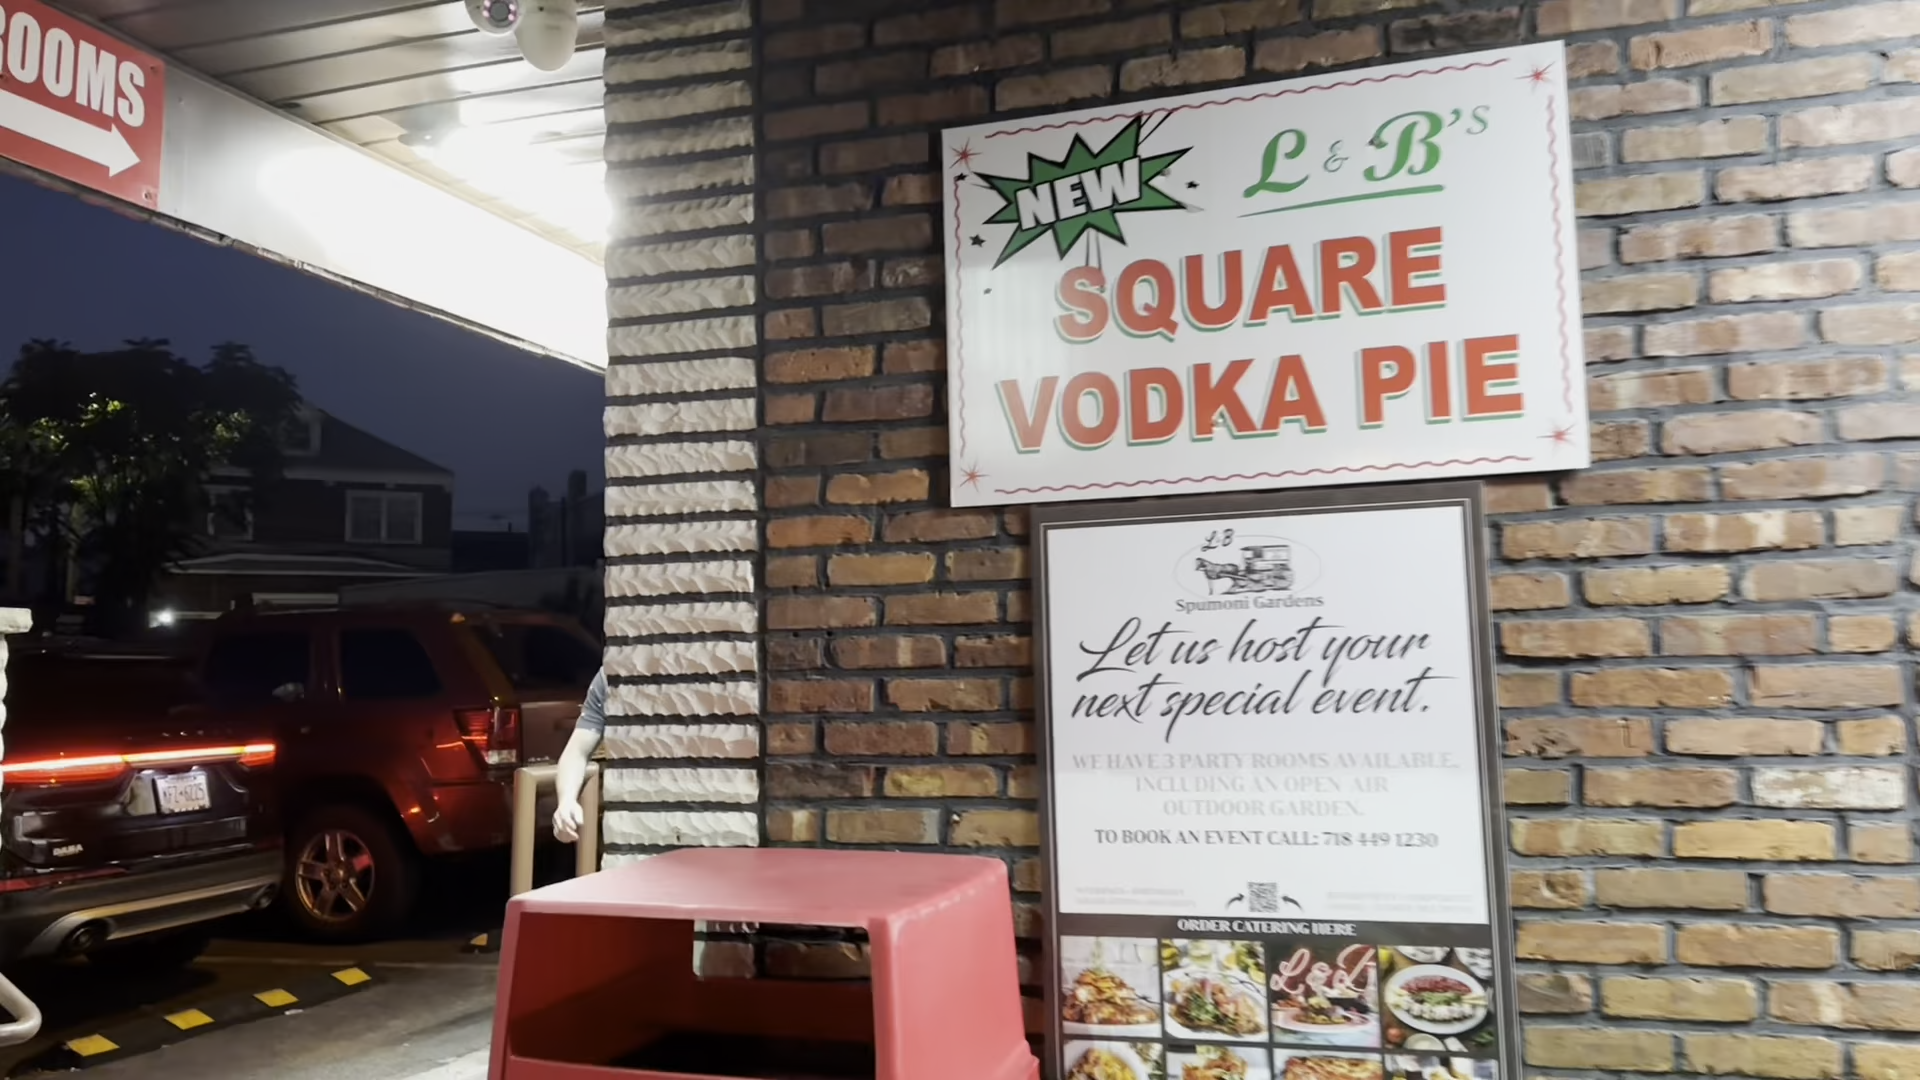 ROOMS
NEW
L & B's
SQUARE
VODKA PIE
L&B
Spumoni Gardens
Let us host your
next special event.
WE HAVE 3 PARTY ROOMS AVAILABLE,
INCLUDING AN OPEN AIR
OUTDOOR GARDEN.
TO BOOK AN EVENT CALL: 718 449 1230
ORDER CATERING HERE
L&B